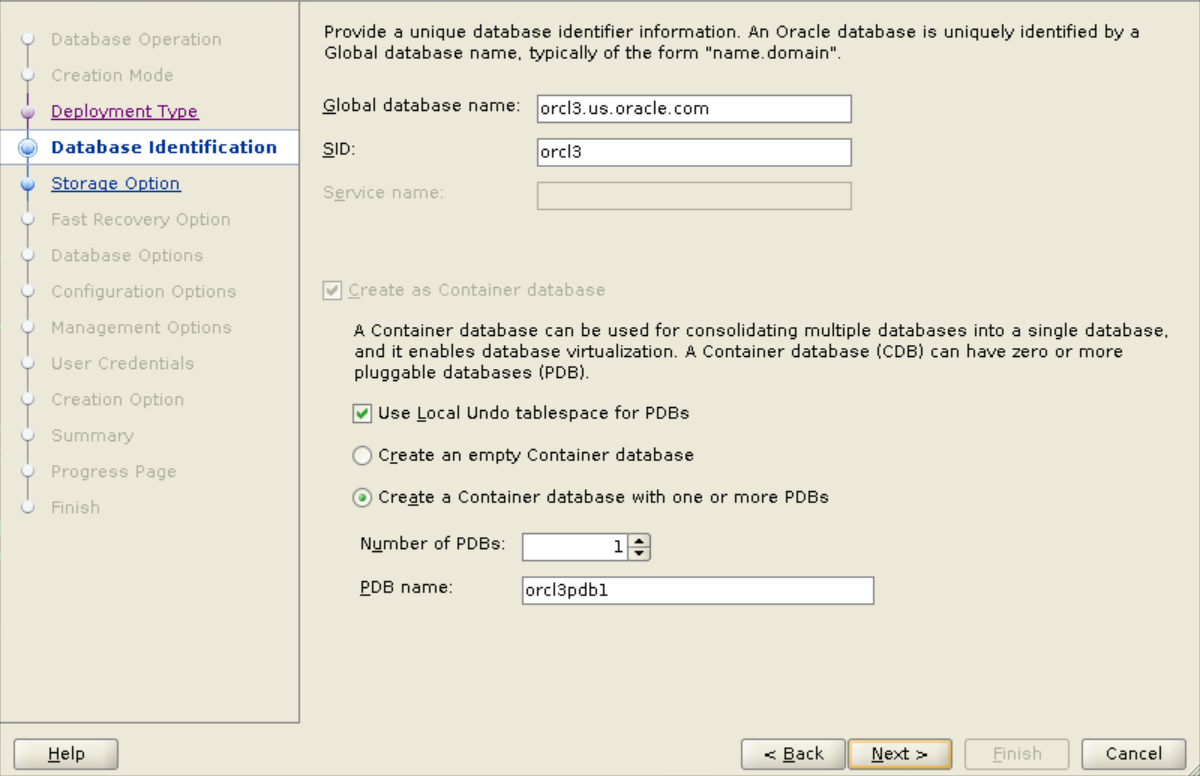 Database Operation
Creation Mode
Deployment Type
Database Identification
Storage Option
Fast Recovery Option
Database Options
Configuration Options
Management Options
User Credentials
Creation Option
Summary
Progress Page
Finish
Provide a unique database identifier information. An Oracle database is uniquely identified by a
Global database name, typically of the form "name.domain".
Global database name: orcl3.us.oracle.com
SID: orcl3
Service name:
Create as Container database
A Container database can be used for consolidating multiple databases into a single database,
and it enables database virtualization. A Container database (CDB) can have zero or more
pluggable databases (PDB).
Use Local Undo tablespace for PDBs
Create an empty Container database
Create a Container database with one or more PDBs
Number of PDBs: 1
PDB name: orcl3pdb1
Help < Back Next > Finish Cancel